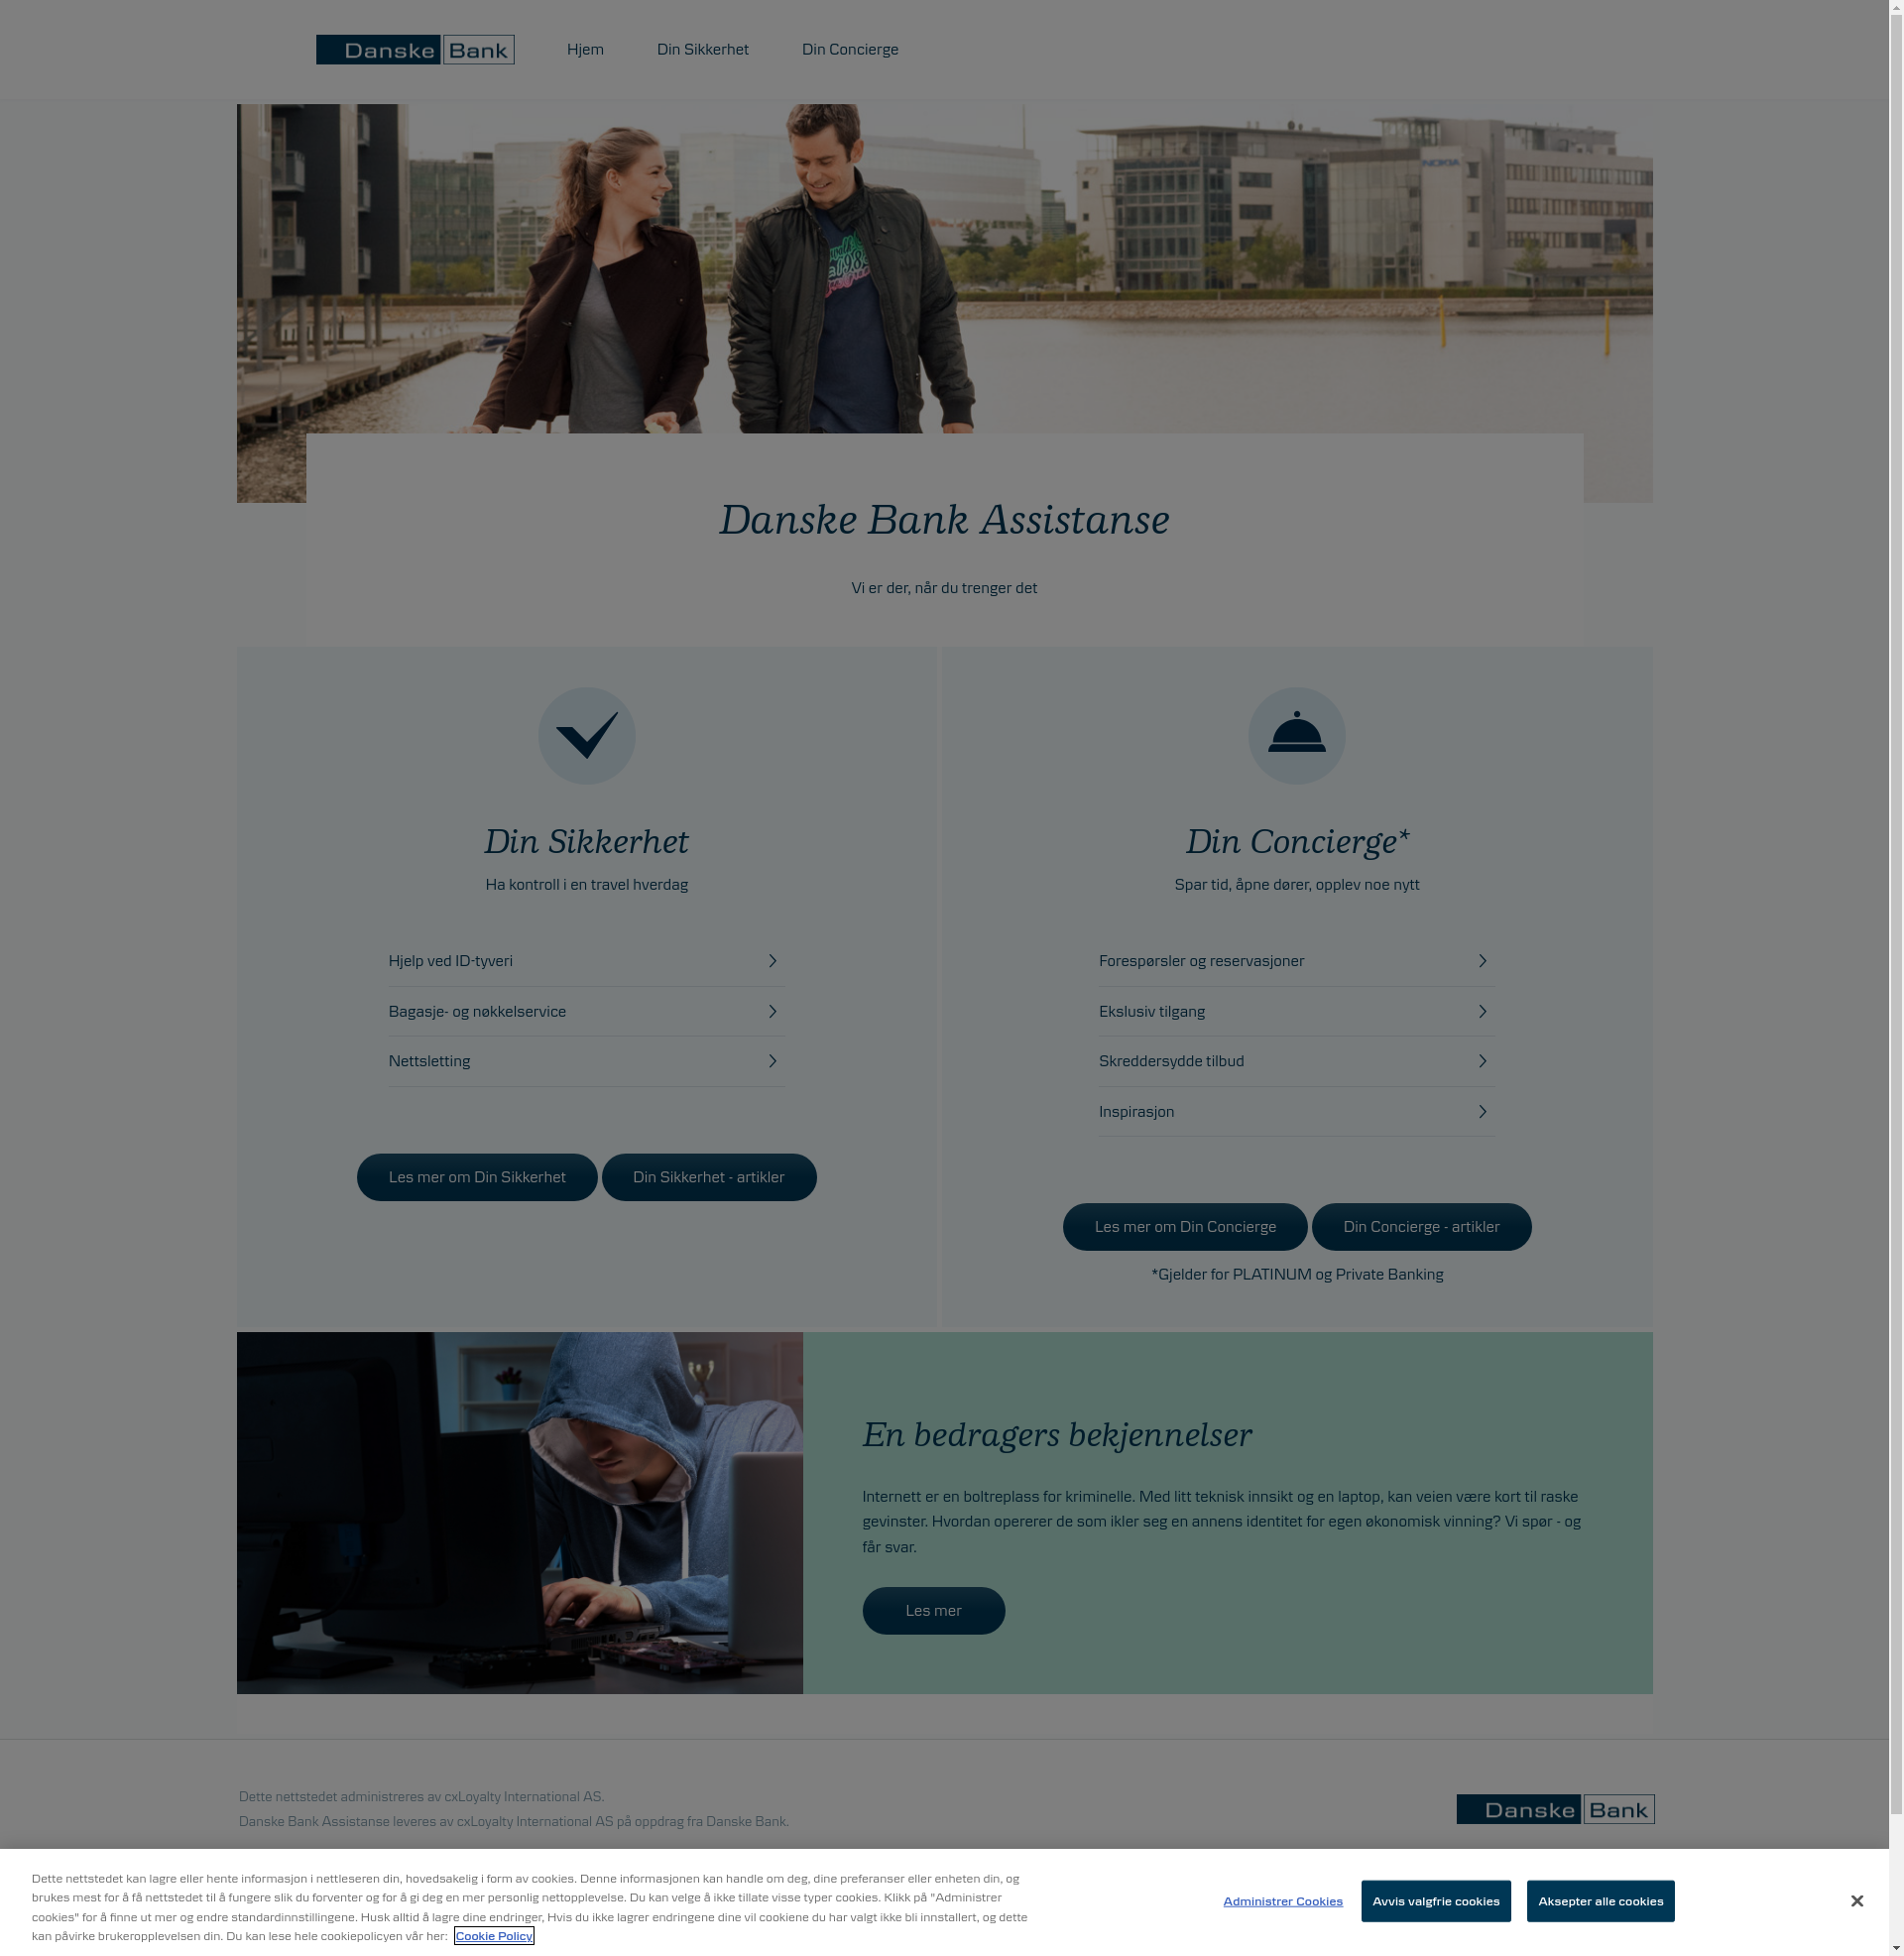 Danske Bank
Hjem
Din Sikkerhet
Din Concierge
NOKIA
Danske Bank Assistanse
Vi er der, når du trenger det
Din Sikkerhet
Ha kontroll i en travel hverdag
Hjelp ved ID-tyveri
Bagasje- og nøkkelservice
Nettsletting
Les mer om Din Sikkerhet
Din Sikkerhet - artikler
Din Concierge*
Spar tid, åpne dører, opplev noe nytt
Forespørsler og reservasjoner
Ekslusiv tilgang
Skreddersydde tilbud
Inspirasjon
Les mer om Din Concierge
Din Concierge - artikler
*Gjelder for PLATINUM og Private Banking
En bedragers bekjennelser
Internett er en boltreplass for kriminelle. Med litt teknisk innsikt og en laptop, kan veien være kort til raske
gevinster. Hvordan opererer de som ikler seg en annens identitet for egen økonomisk vinning? Vi spør - og
får svar.
Les mer
Dette nettstedet administreres av cxLoyalty International AS.
Danske Bank Assistanse leveres av cxLoyalty International AS på oppdrag fra Danske Bank.
Danske Bank
Dette nettstedet kan lagre eller hente informasjon i nettleseren din, hovedsakelig i form av cookies. Denne informasjonen kan handle om deg, dine preferanser eller enheten din, og
brukes mest for å få nettstedet til å fungere slik du forventer og for å gi deg en mer personlig nettopplevelse. Du kan velge å ikke tillate visse typer cookies. Klikk på "Administrer
cookies" for å finne ut mer og endre standardinnstillingene. Husk alltid å lagre dine endringer, Hvis du ikke lagrer endringene dine vil cookiene du har valgt ikke bli innstallert, og dette
kan påvirke brukeropplevelsen din. Du kan lese hele cookiepolicyen vår her: Cookie Policy
Administrer Cookies
Avvis valgfrie cookies
Aksepter alle cookies